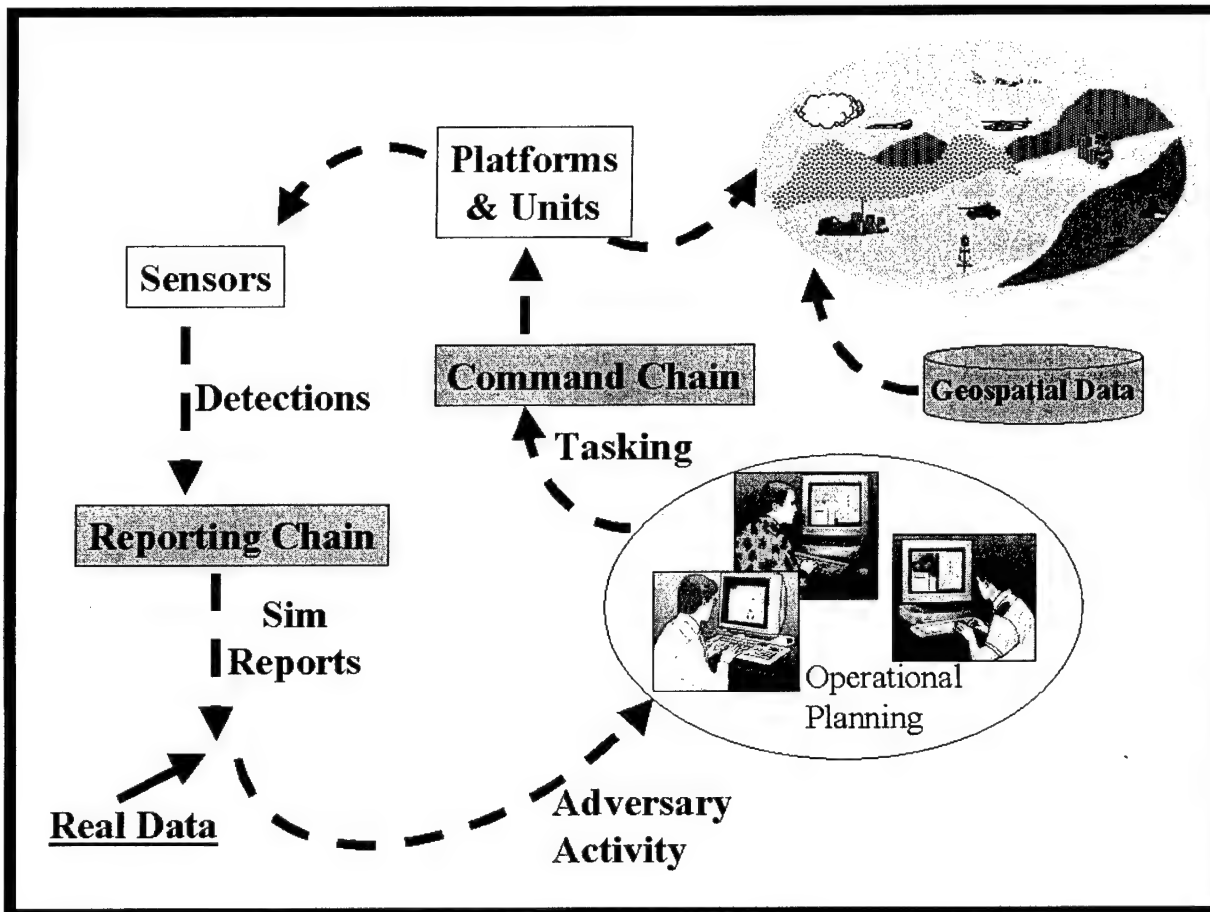 Platforms
& Units
Sensors
Command Chain
Geospatial Data
Detections
Tasking
Reporting Chain
Sim
Reports
Operational
Planning
Real Data
Adversary
Activity